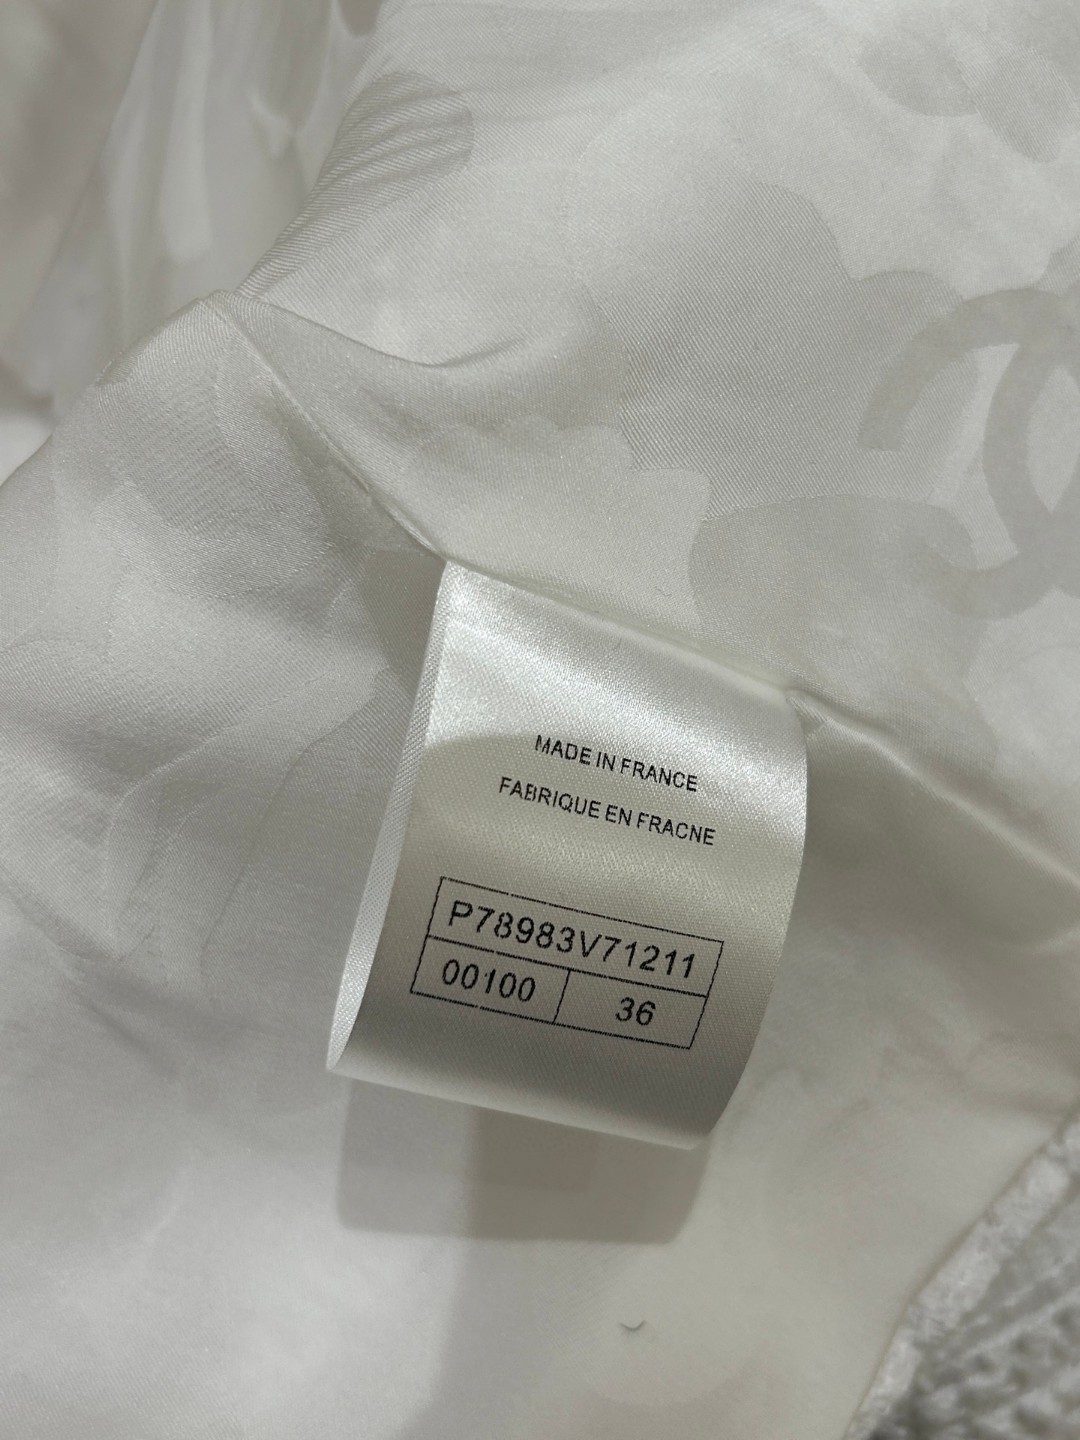 MADE IN FRANCE
FABRIQUE EN FRACNE
P78983V71211
00100 36